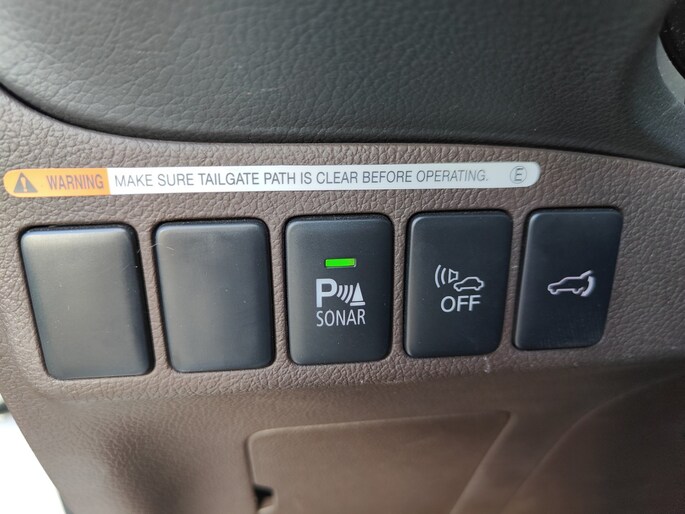 WARNING MAKE SURE TAILGATE PATH IS CLEAR BEFORE OPERATING. E
P
SONAR
OFF